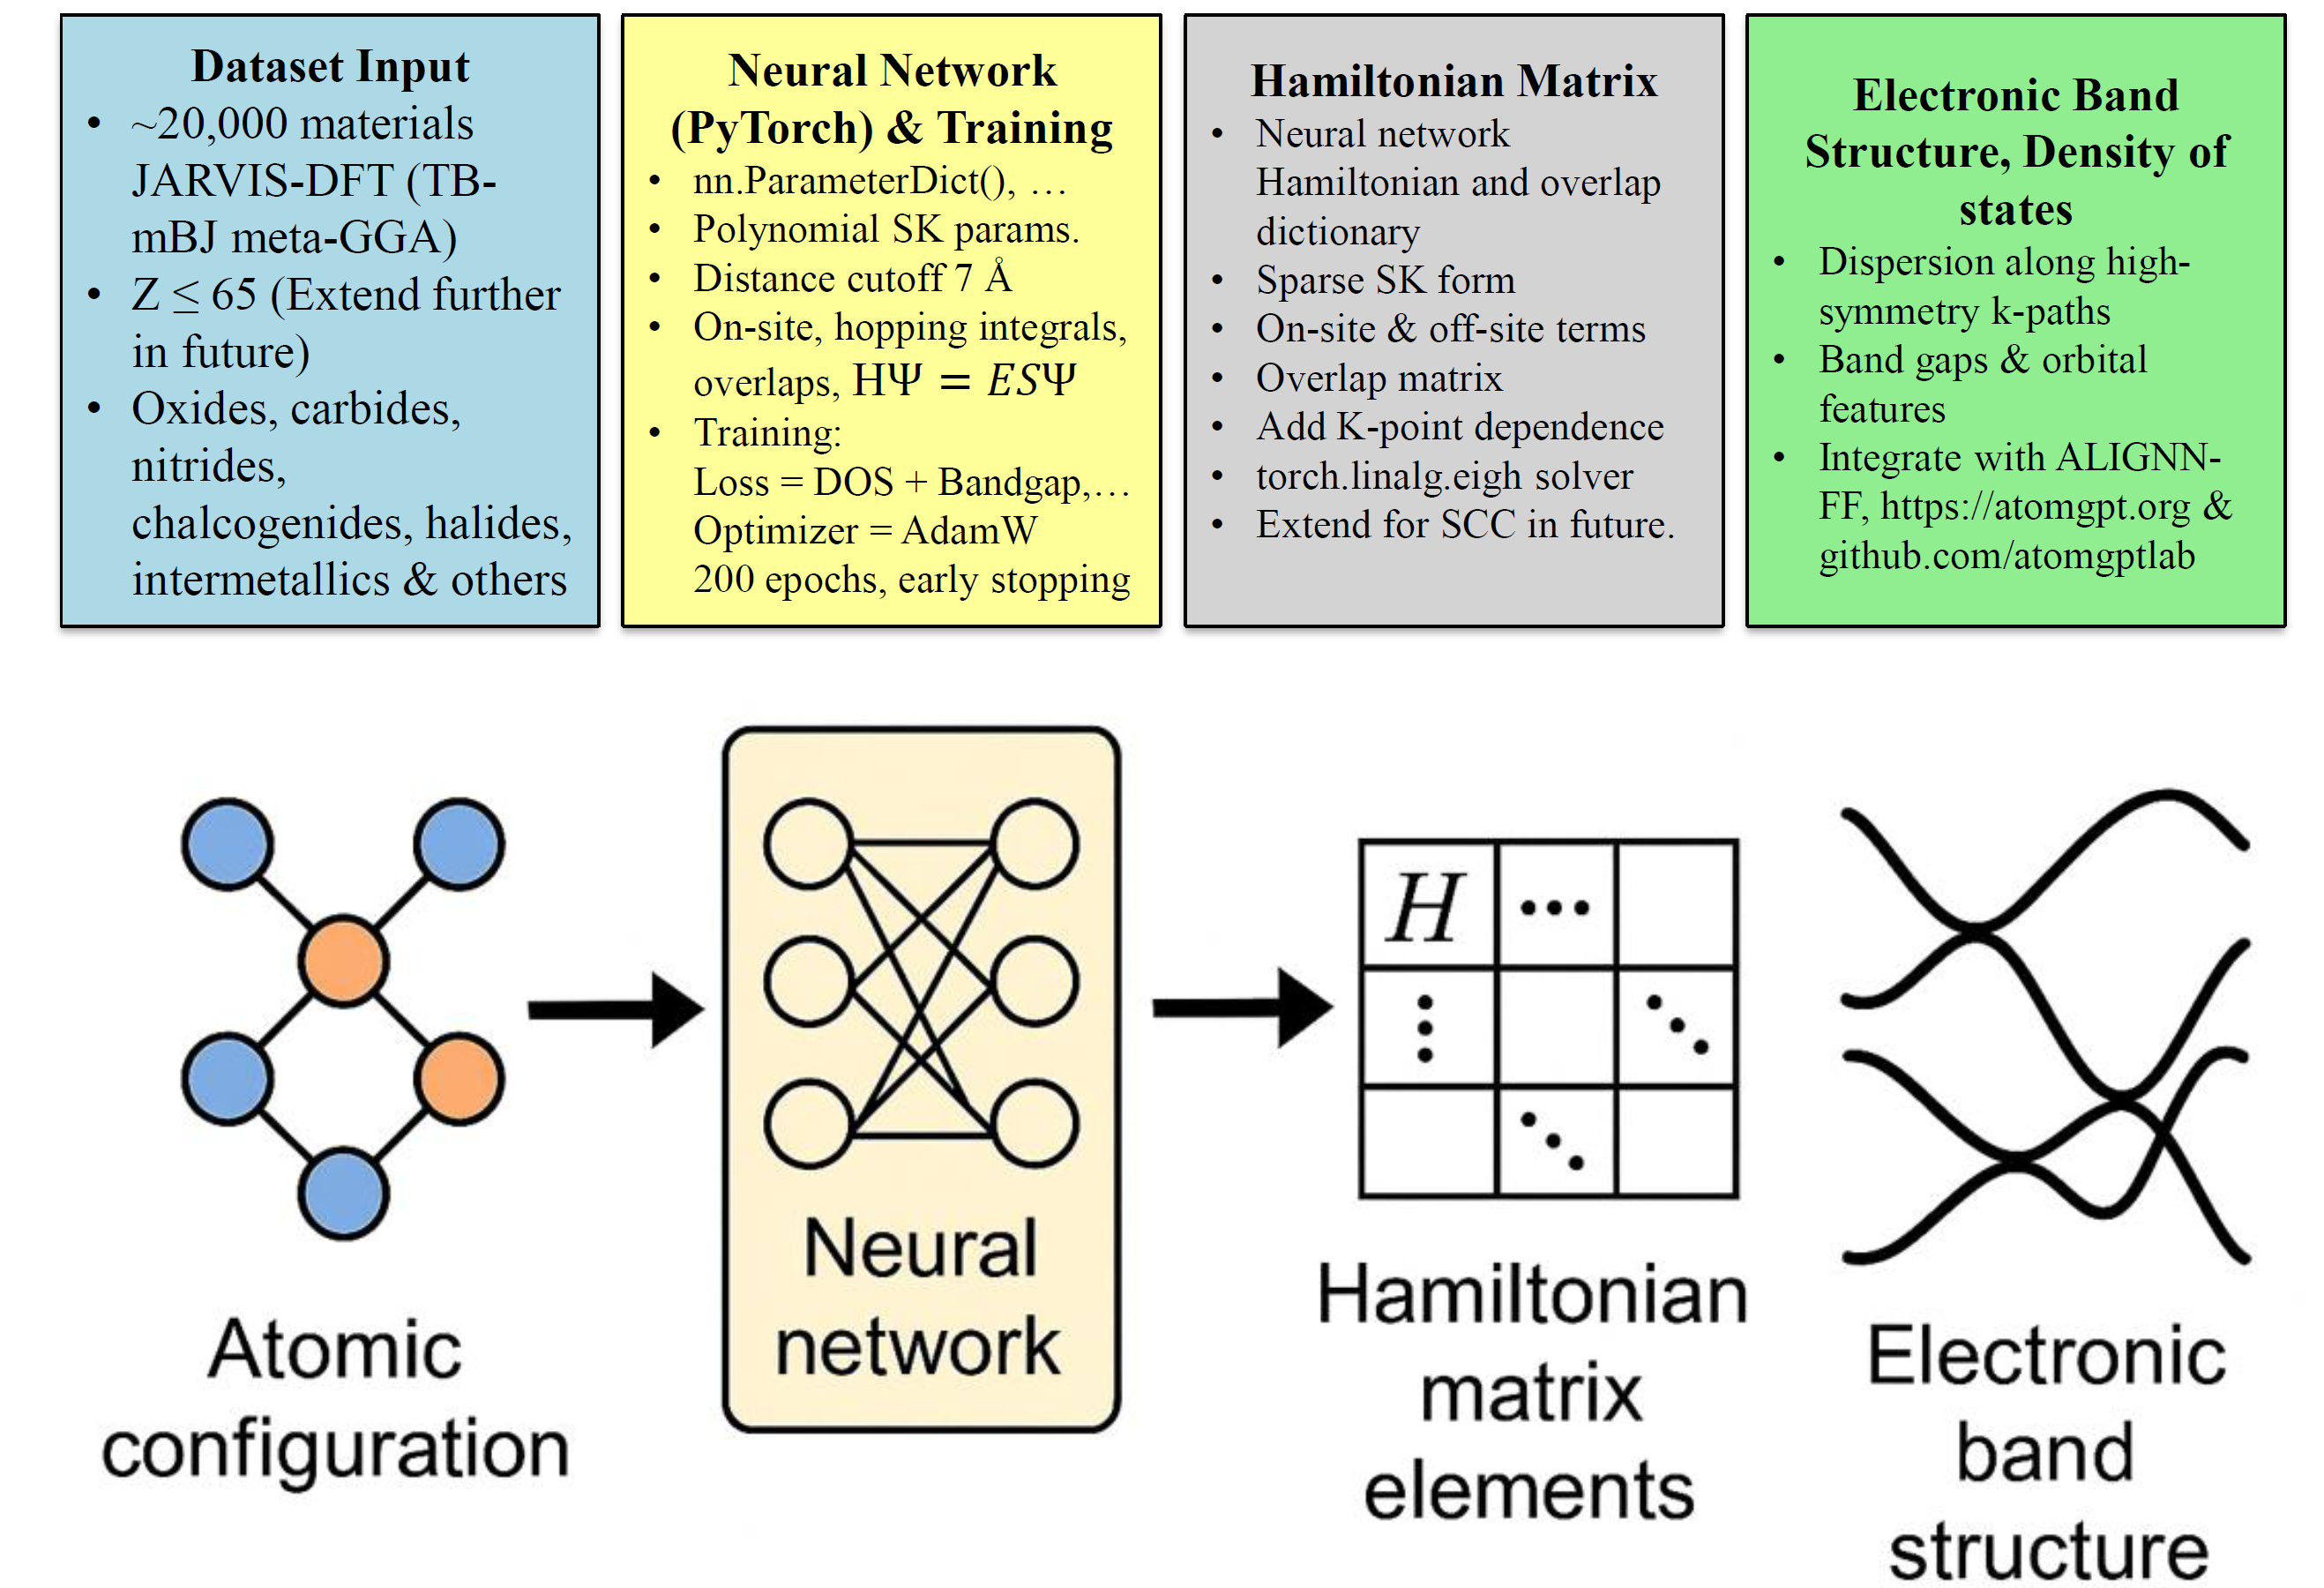 Dataset Input
• ~20,000 materials
JARVIS-DFT (TB-
mBJ meta-GGA)
• Z ≤ 65 (Extend further
in future)
• Oxides, carbides,
nitrides,
chalcogenides, halides,
intermetallics & others
Neural Network
(PyTorch) & Training
• nn.ParameterDict(), …
• Polynomial SK params.
• Distance cutoff 7 Å
• On-site, hopping integrals,
overlaps, HΨ = ESΨ
• Training:
Loss = DOS + Bandgap,…
Optimizer = AdamW
200 epochs, early stopping
Hamiltonian Matrix
• Neural network
Hamiltonian and overlap
dictionary
• Sparse SK form
• On-site & off-site terms
• Overlap matrix
• Add K-point dependence
• torch.linalg.eigh solver
• Extend for SCC in future.
Electronic Band
Structure, Density of
states
• Dispersion along high-
symmetry k-paths
• Band gaps & orbital
features
• Integrate with ALIGNN-
FF, https://atomgpt.org &
github.com/atomgptlab
Atomic
configuration
Neural
network
H …
⋮ ⋱
⋱
Hamiltonian
matrix
elements
Electronic
band
structure